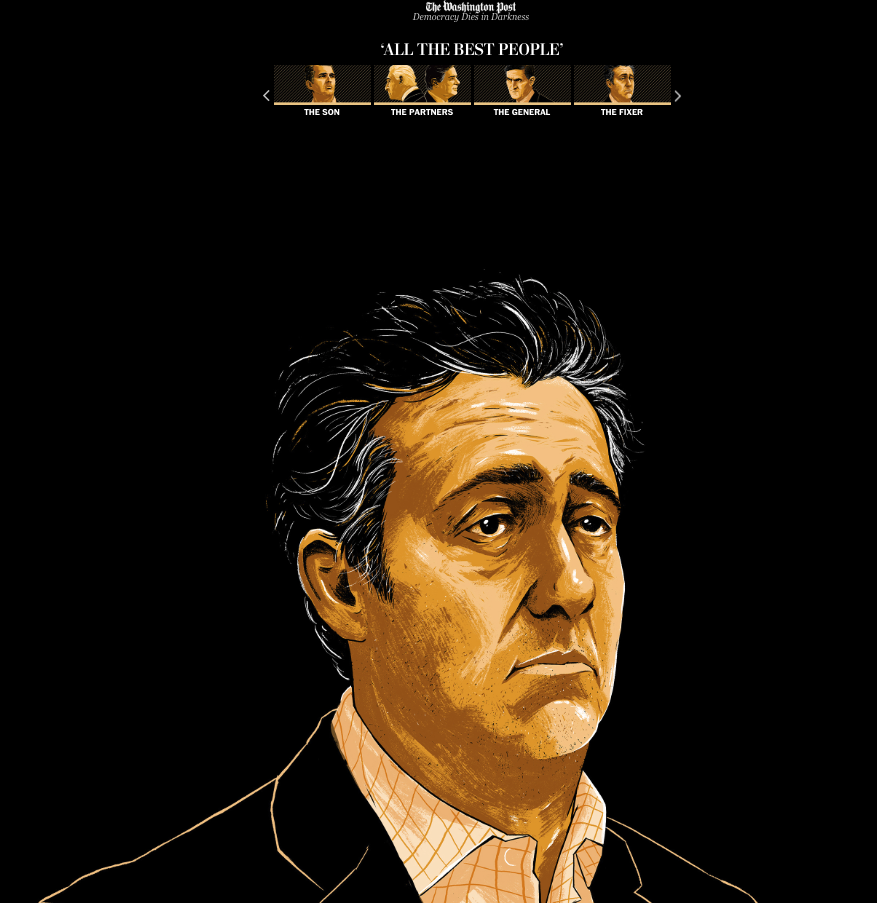 The Washington Post
Democracy Dies in Darkness
‘ALL THE BEST PEOPLE’
THE SON
THE PARTNERS
THE GENERAL
THE FIXER